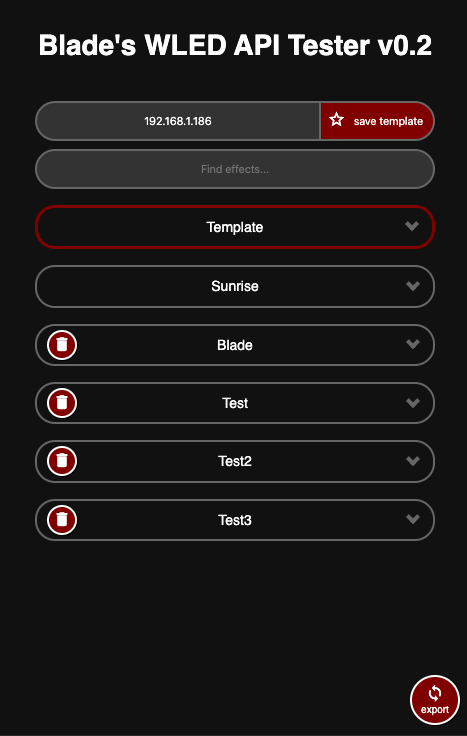 Blade's WLED API Tester v0.2
192.168.1.186
save template
Find effects...
Template
Sunrise
Blade
Test
Test2
Test3
export